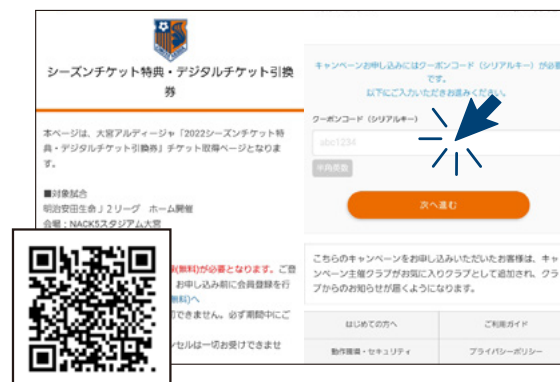 シーズンチケット特典・デジタルチケット引換
券
本ページは、大宮アルディージャ「2022シーズンチケット特
典・デジタルチケット引換券」チケット取得ページとなりま
す。
■対象試合
明治安田生命J2リーグ ホーム開催
会場：NACK5スタジアム大宮
(無料)が必要となります。ご登
お申し込み前に会員登録を行
無料)へ
できません。必ず期間中にご
ンセルは一切お受けできませ
キャンペーンお申し込みにはクーポンコード（シリアルキー）が必要
です。
以下にご入力いただきお進みください。
クーポンコード（シリアルキー）
abc1234
半角英数
次へ進む
こちらのキャンペーンをお申し込みいただいたお客様は、キャ
ンペーン主催クラブがお気に入りクラブとして追加され、クラ
ブからのお知らせが届くようになります。
はじめての方へ
ご利用ガイド
動作環境・セキュリティ
プライバシーポリシー